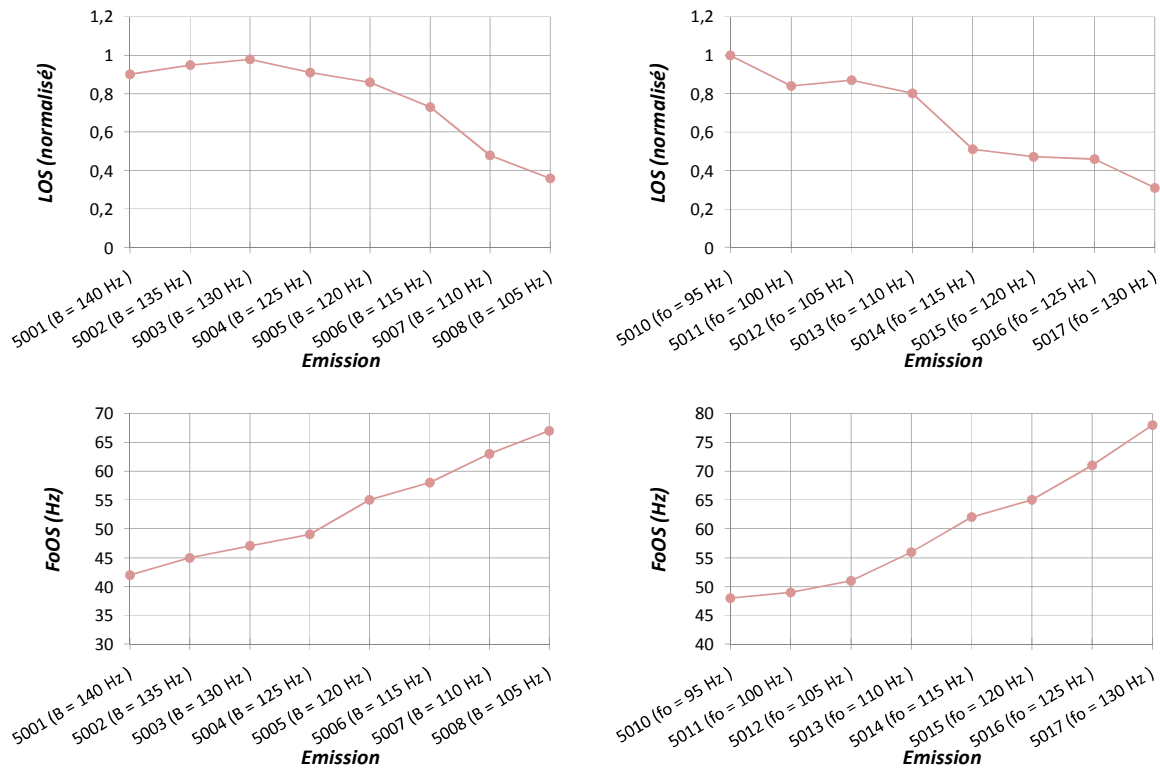 1,2
1
0,8
0,6
0,4
0,2
0
LOS (normalisé)
5001 (B = 140 Hz )
5002 (B = 135 Hz )
5003 (B = 130 Hz )
5004 (B = 125 Hz )
5005 (B = 120 Hz )
5006 (B = 115 Hz )
5007 (B = 110 Hz )
5008 (B = 105 Hz )
Emission
1,2
1
0,8
0,6
0,4
0,2
0
LOS (normalisé)
5010 (fo = 95 Hz )
5011 (fo = 100 Hz )
5012 (fo = 105 Hz )
5013 (fo = 110 Hz )
5014 (fo = 115 Hz )
5015 (fo = 120 Hz )
5016 (fo = 125 Hz )
5017 (fo = 130 Hz )
Emission
70
65
60
55
50
45
40
35
30
FoOS (Hz)
5001 (B = 140 Hz )
5002 (B = 135 Hz )
5003 (B = 130 Hz )
5004 (B = 125 Hz )
5005 (B = 120 Hz )
5006 (B = 115 Hz )
5007 (B = 110 Hz )
5008 (B = 105 Hz )
Emission
80
75
70
65
60
55
50
45
40
FoOS (Hz)
5010 (fo = 95 Hz )
5011 (fo = 100 Hz )
5012 (fo = 105 Hz )
5013 (fo = 110 Hz )
5014 (fo = 115 Hz )
5015 (fo = 120 Hz )
5016 (fo = 125 Hz )
5017 (fo = 130 Hz )
Emission